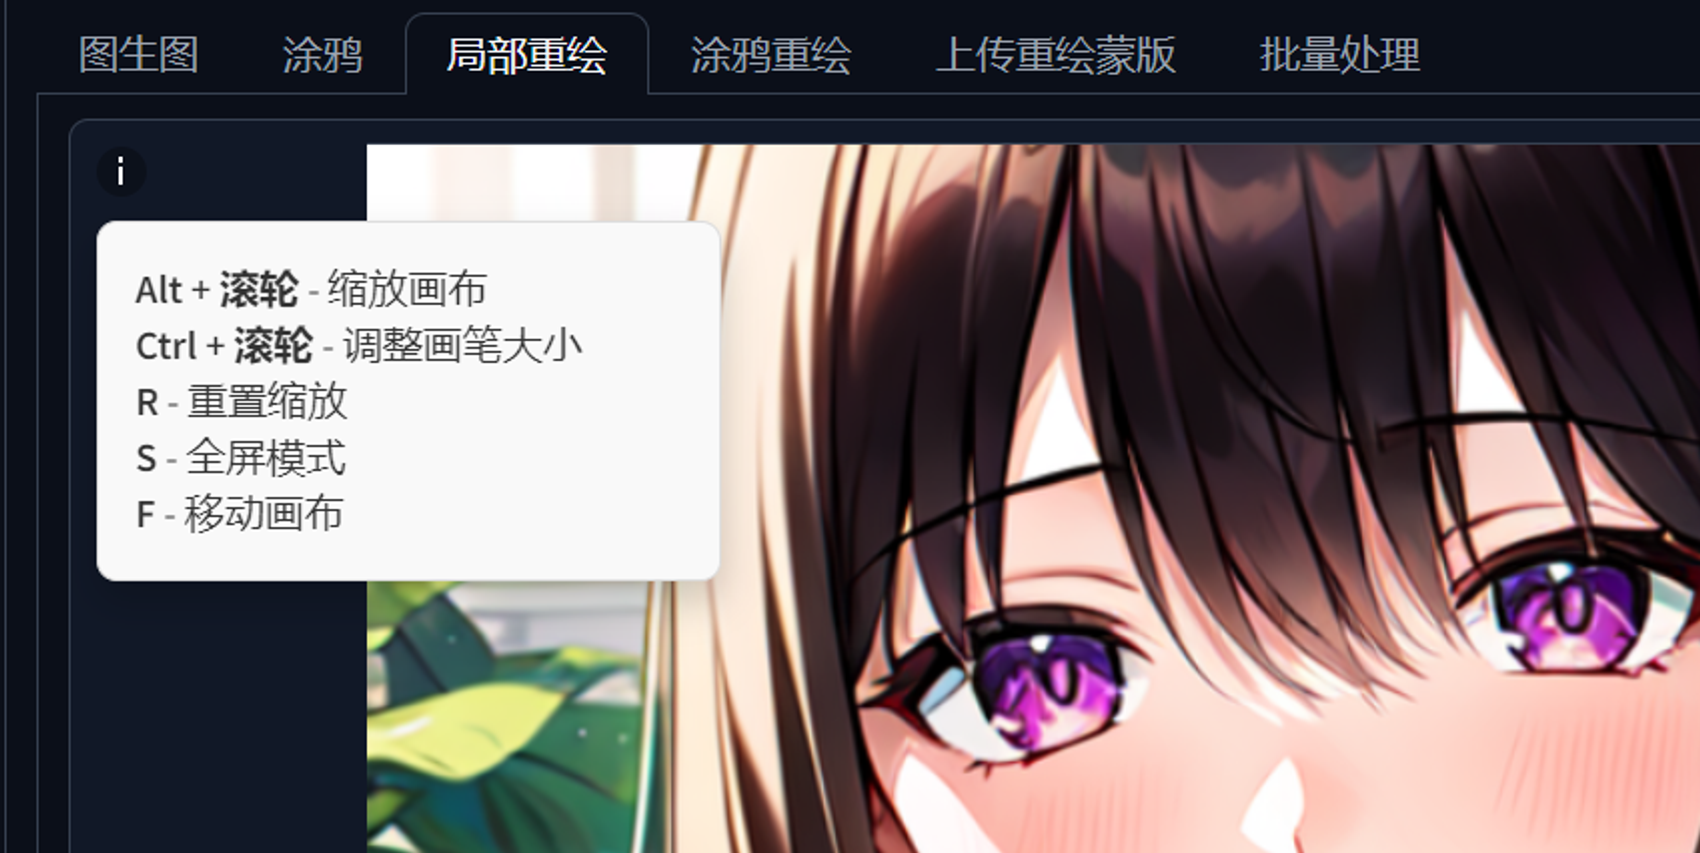 图生图 涂鸦 局部重绘 涂鸦重绘 上传重绘蒙版 批量处理
i
Alt + 滚轮 - 缩放画布
Ctrl + 滚轮 - 调整画笔大小
R - 重置缩放
S - 全屏模式
F - 移动画布